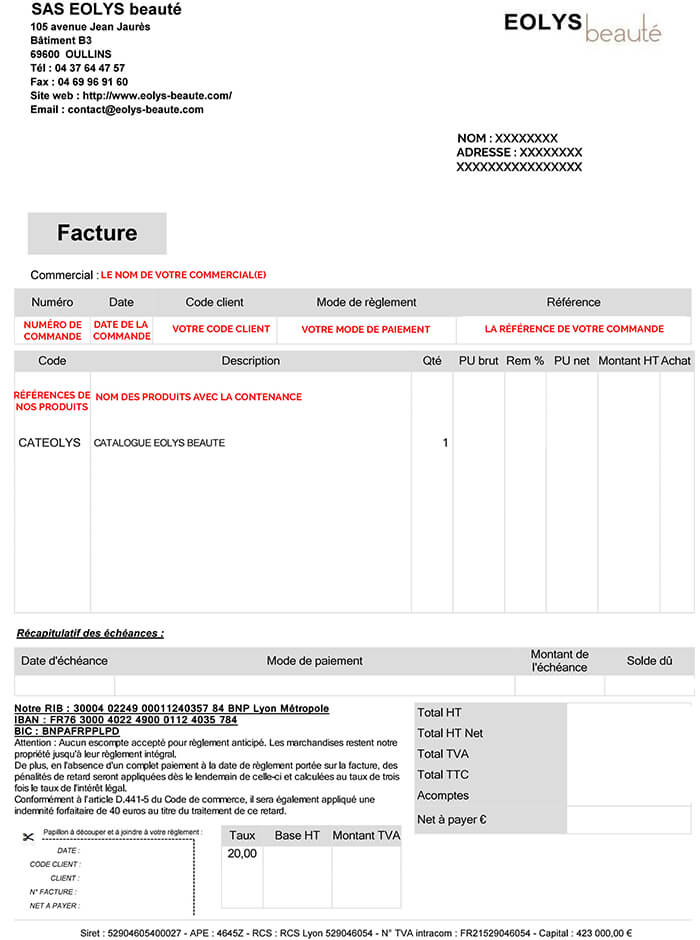 SAS EOLYS beauté
105 avenue Jean Jaurès
Bâtiment B3
69600 OULLINS
Tél : 04 37 64 47 57
Fax : 04 69 96 91 60
Site web : http://www.eolys-beaute.com/
Email : contact@eolys-beaute.com
EOLYS beauté
NOM : XXXXXXXX
ADRESSE : XXXXXXXX
XXXXXXXXXXXXXXXX
Facture
Commercial : LE NOM DE VOTRE COMMERCIAL(E)
Numéro Date Code client Mode de règlement Référence
NUMÉRO DE COMMANDE DATE DE LA COMMANDE VOTRE CODE CLIENT VOTRE MODE DE PAIEMENT LA RÉFÉRENCE DE VOTRE COMMANDE
Code Description Qté PU brut Rem % PU net Montant HT Achat
RÉFÉRENCES DE NOS PRODUITS NOM DES PRODUITS AVEC LA CONTENANCE
CATEOLYS CATALOGUE EOLYS BEAUTE 1
Récapitulatif des échéances :
Date d'échéance Mode de paiement Montant de l'échéance Solde dû
Notre RIB : 30004 02249 00011240357 84 BNP Lyon Métropole
IBAN : FR76 3000 4022 4900 0112 4035 784
BIC : BNPAFRPPLPD
Attention : Aucun escompte accepté pour règlement anticipé. Les marchandises restent notre
propriété jusqu'à leur règlement intégral.
De plus, en l'absence d'un complet paiement à la date de règlement portée sur la facture, des
pénalités de retard seront appliquées dès le lendemain de celle-ci et calculées au taux de trois
fois le taux de l'intérêt légal.
Conformément à l'article D.441-5 du Code de commerce, il sera également appliqué une
indemnité forfaitaire de 40 euros au titre du traitement de ce retard.
Total HT
Total HT Net
Total TVA
Total TTC
Acomptes
Net à payer €
Papillon à découper et à joindre à votre règlement :
DATE :
CODE CLIENT :
CLIENT :
N° FACTURE :
NET A PAYER :
Taux Base HT Montant TVA
20,00
Siret : 52904605400027 - APE : 4645Z - RCS : RCS Lyon 529046054 - N° TVA intracom : FR21529046054 - Capital : 423 000,00 €